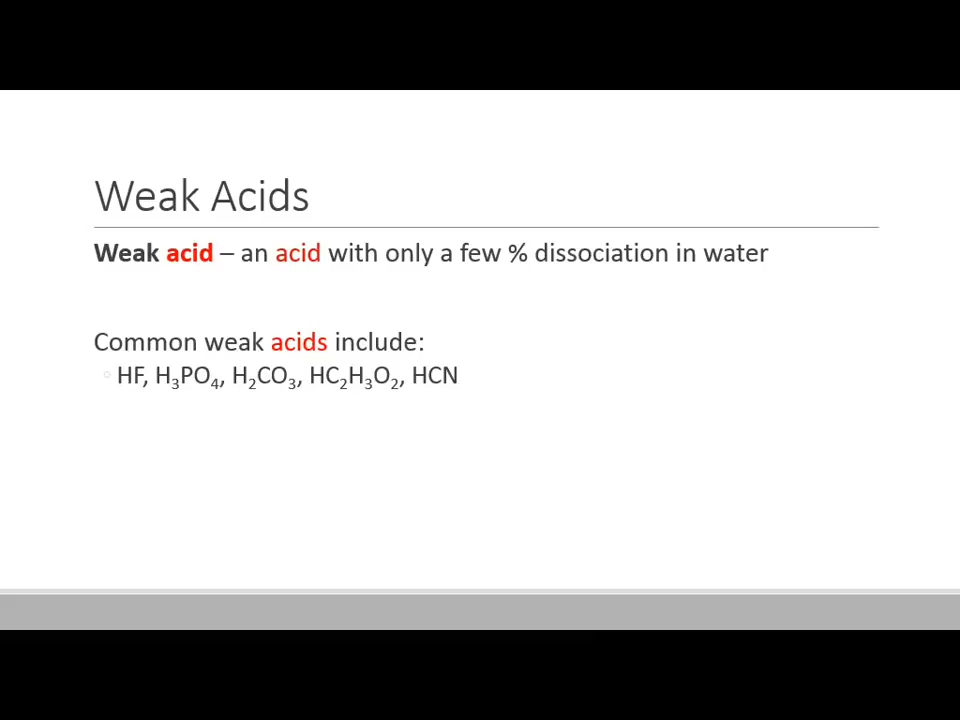 Weak Acids
Weak acid – an acid with only a few % dissociation in water
Common weak acids include:
◦ HF, H₃PO₄, H₂CO₃, HC₂H₃O₂, HCN